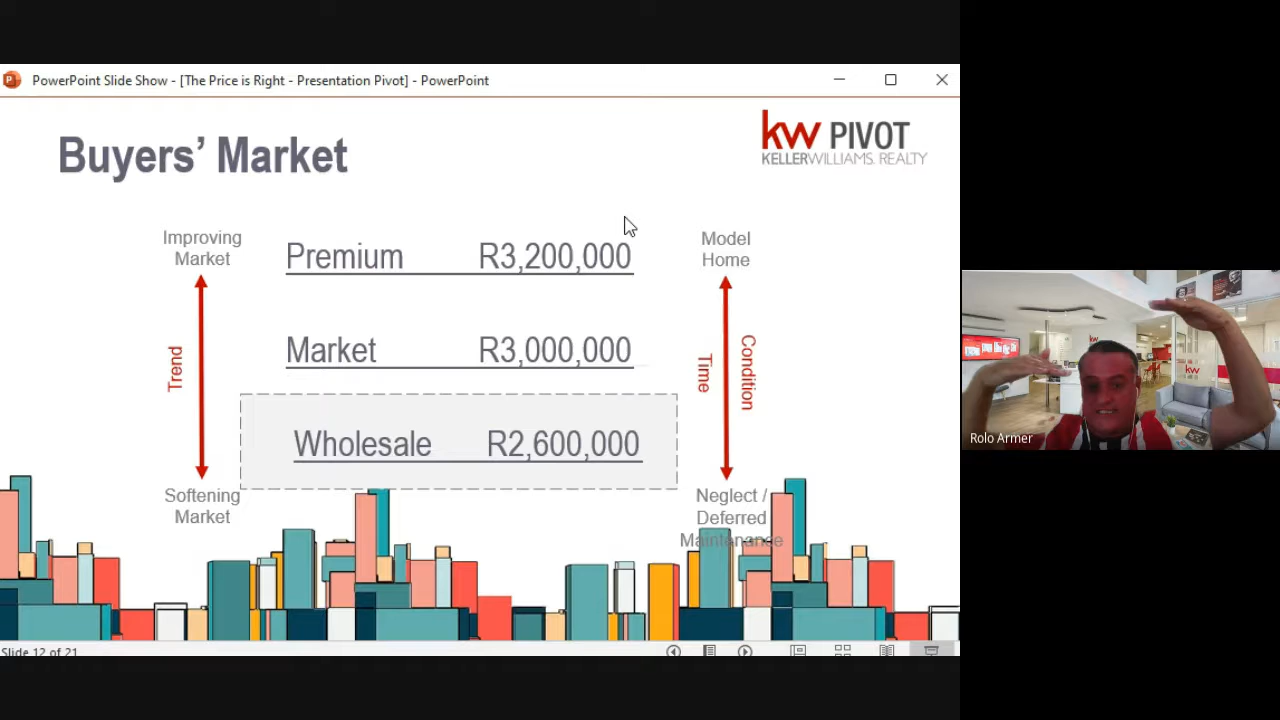 PowerPoint Slide Show - [The Price is Right - Presentation Pivot] - PowerPoint
Buyers’ Market
kw PIVOT
KELLERWILLIAMS. REALTY
Improving
Market
Premium R3,200,000
Model
Home
Trend
Market R3,000,000
Time
Condition
Wholesale R2,600,000
Softening
Market
Neglect /
Deferred
Maintenance
Slide 12 of 21
kw
kw
Rolo Armer